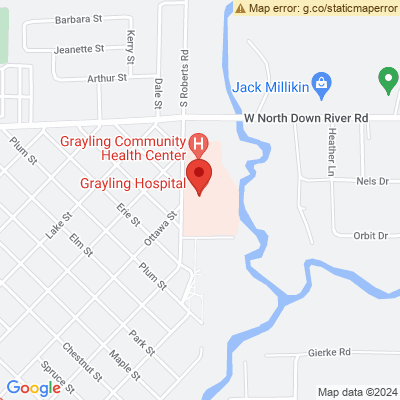 Map error: g.co/staticmaperror
Barbara St
Jeanette St
Kerry St
Arthur St
Dale St
S Roberts Rd
Jack Millikin
W North Down River Rd
Grayling Community
Health Center
Grayling Hospital
Heather Ln
Nels Dr
Plum St
Lake St
Erie St
Ottawa St
Elm St
Orbit Dr
Plum St
Park St
Maple St
Chestnut St
Spruce St
Gierke Rd
Google
Map data ©2024